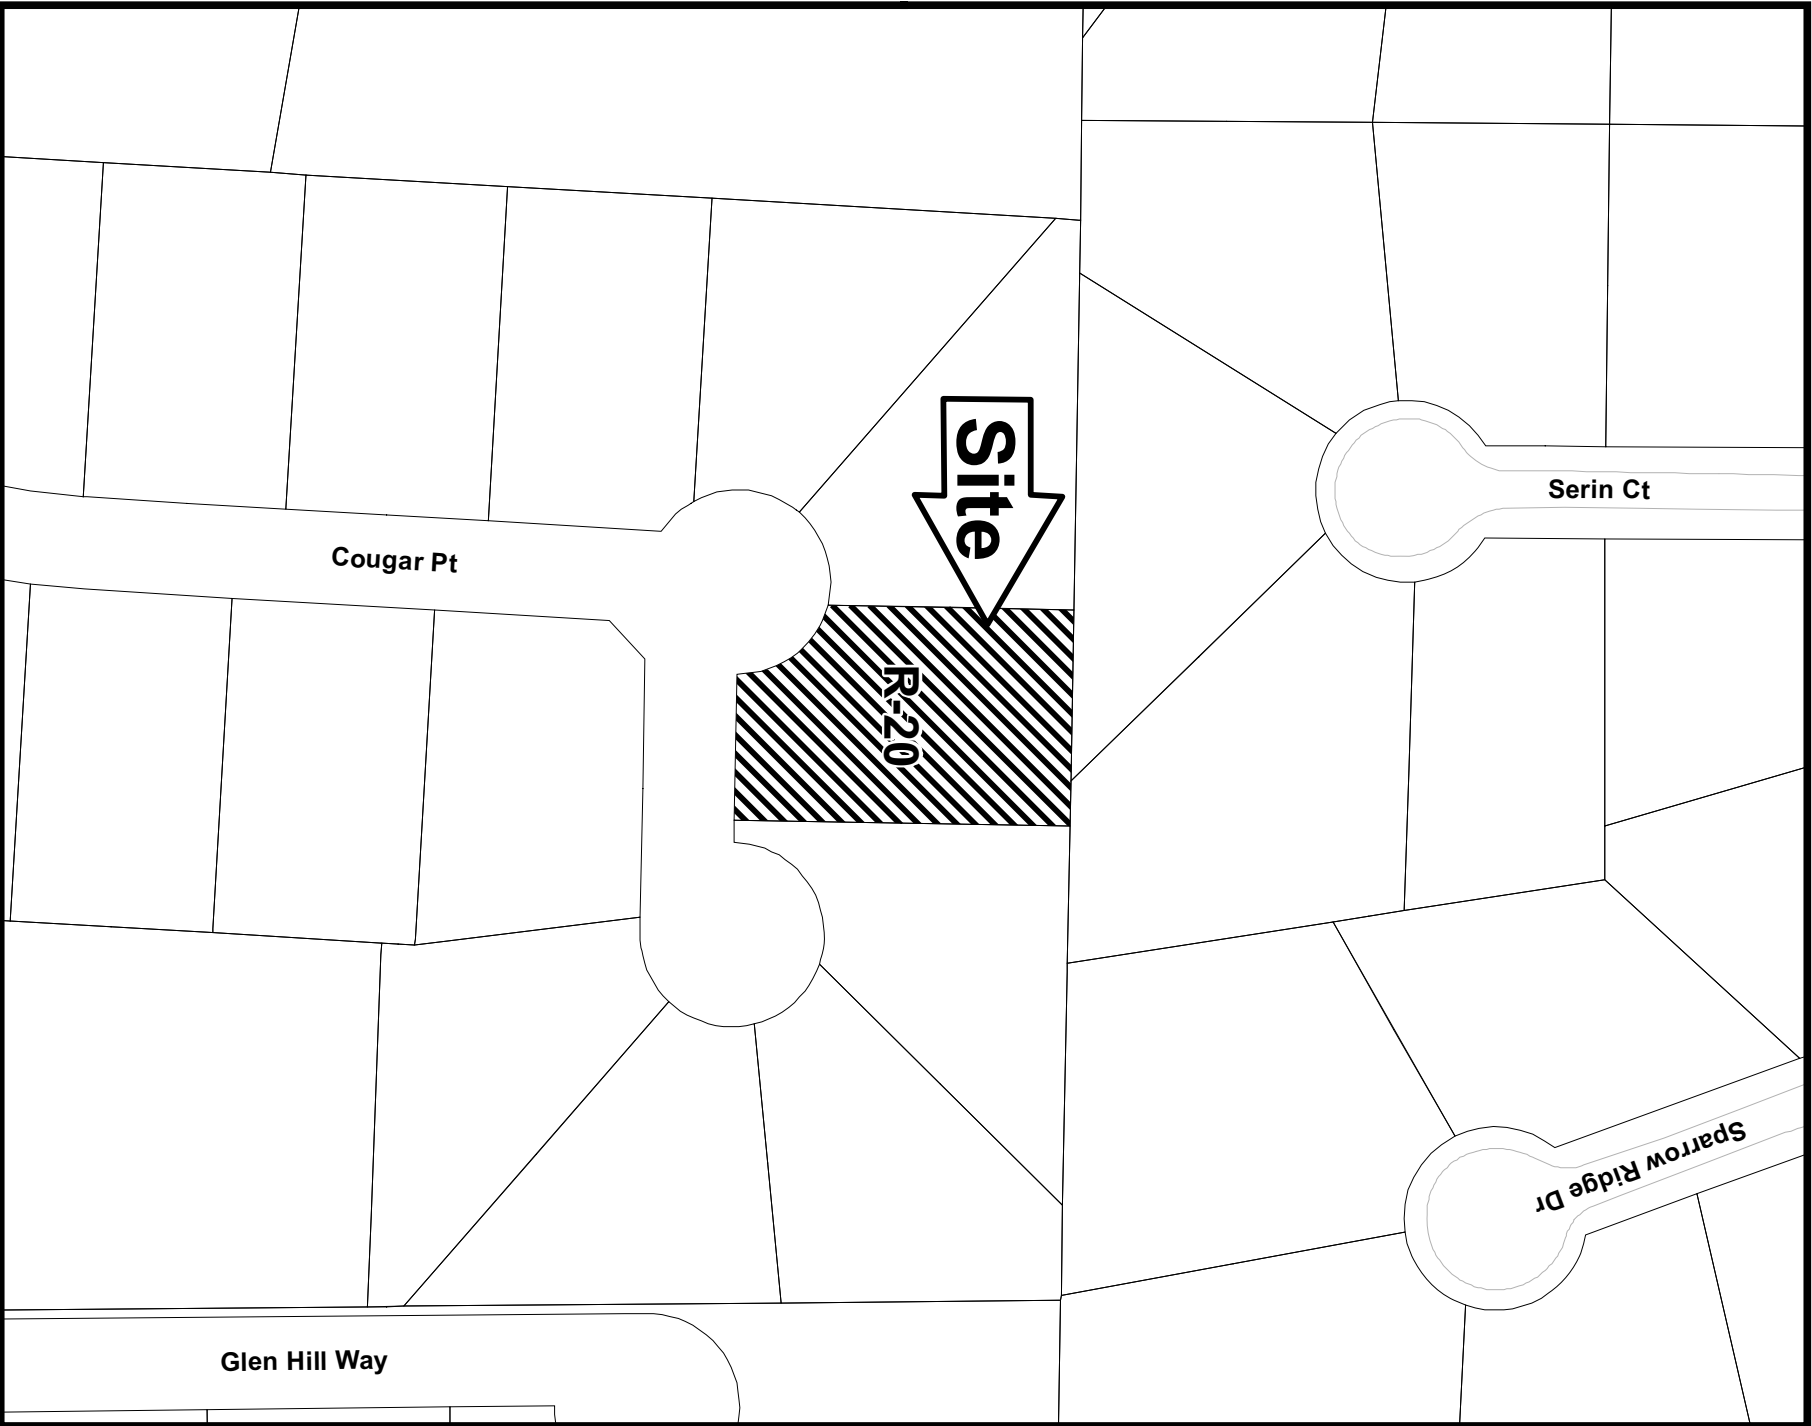 Site
Serin Ct
Cougar Pt
R-20
Sparrow Ridge Dr
Glen Hill Way